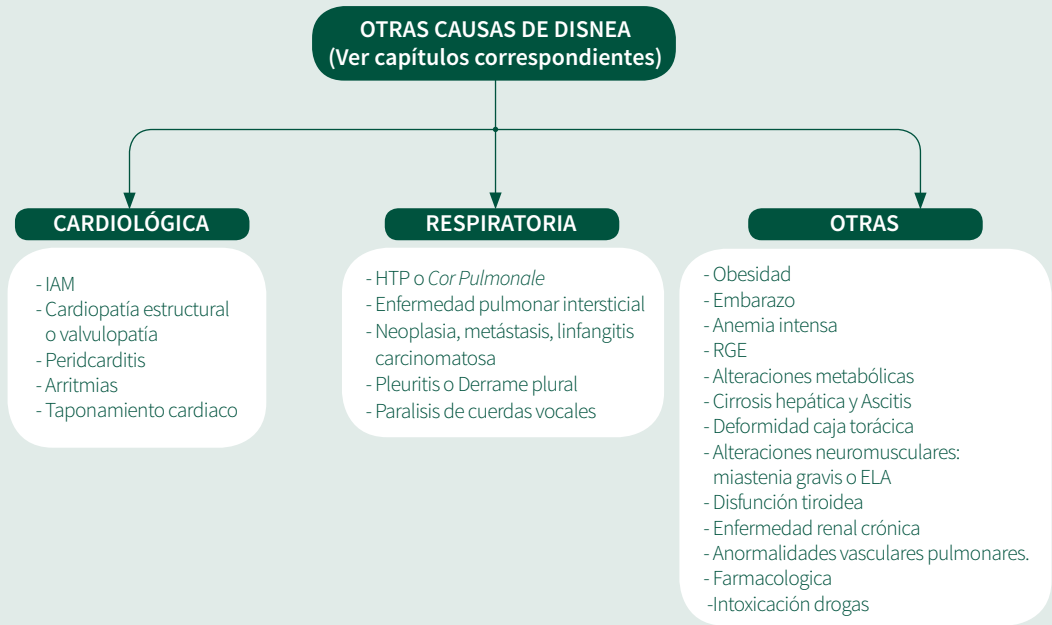 OTRAS CAUSAS DE DISNEA
(Ver capítulos correspondientes)
CARDIOLÓGICA
- IAM
- Cardiopatía estructural
o valvulopatía
- Peridcarditis
- Arritmias
- Taponamiento cardiaco
RESPIRATORIA
- HTP o Cor Pulmonale
- Enfermedad pulmonar intersticial
- Neoplasia, metástasis, linfangitis
carcinomatosa
- Pleuritis o Derrame plural
- Paralisis de cuerdas vocales
OTRAS
- Obesidad
- Embarazo
- Anemia intensa
- RGE
- Alteraciones metabólicas
- Cirrosis hepática y Ascitis
- Deformidad caja torácica
- Alteraciones neuromusculares:
miastenia gravis o ELA
- Disfunción tiroidea
- Enfermedad renal crónica
- Anormalidades vasculares pulmonares.
- Farmacologica
-Intoxicación drogas